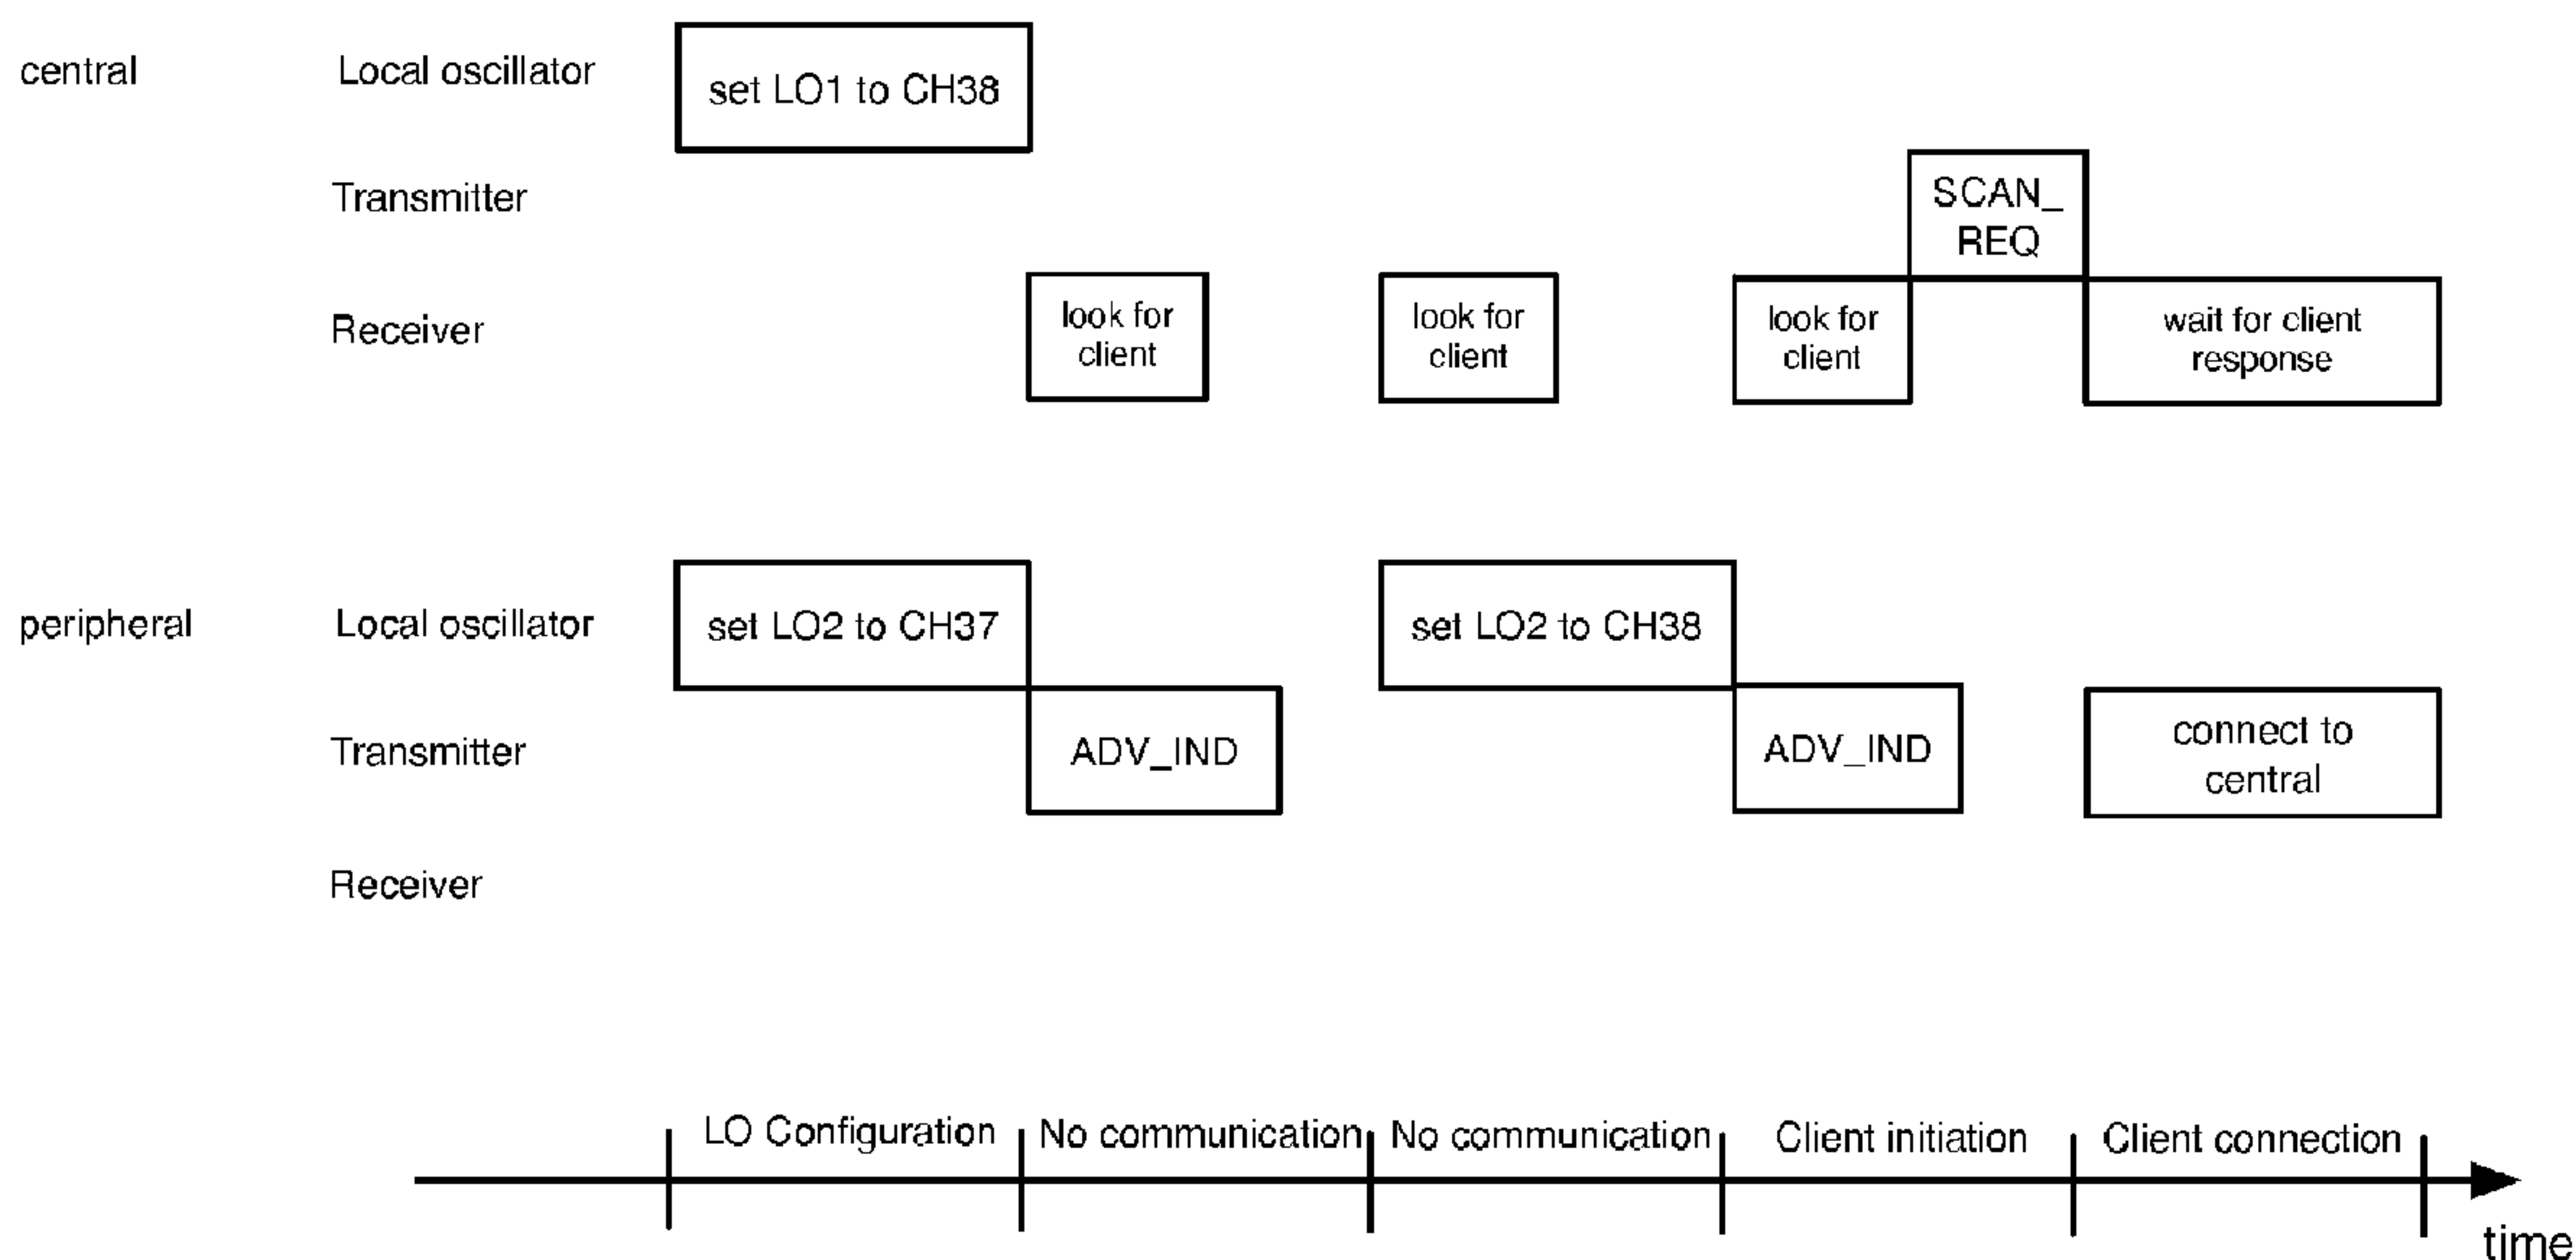 central
Local oscillator
set LO1 to CH38
Transmitter
SCAN_
REQ
Receiver
look for
client
look for
client
look for
client
wait for client
response
peripheral
Local oscillator
set LO2 to CH37
set LO2 to CH38
Transmitter
ADV_IND
ADV_IND
connect to
central
Receiver
LO Configuration
No communication
No communication
Client initiation
Client connection
time